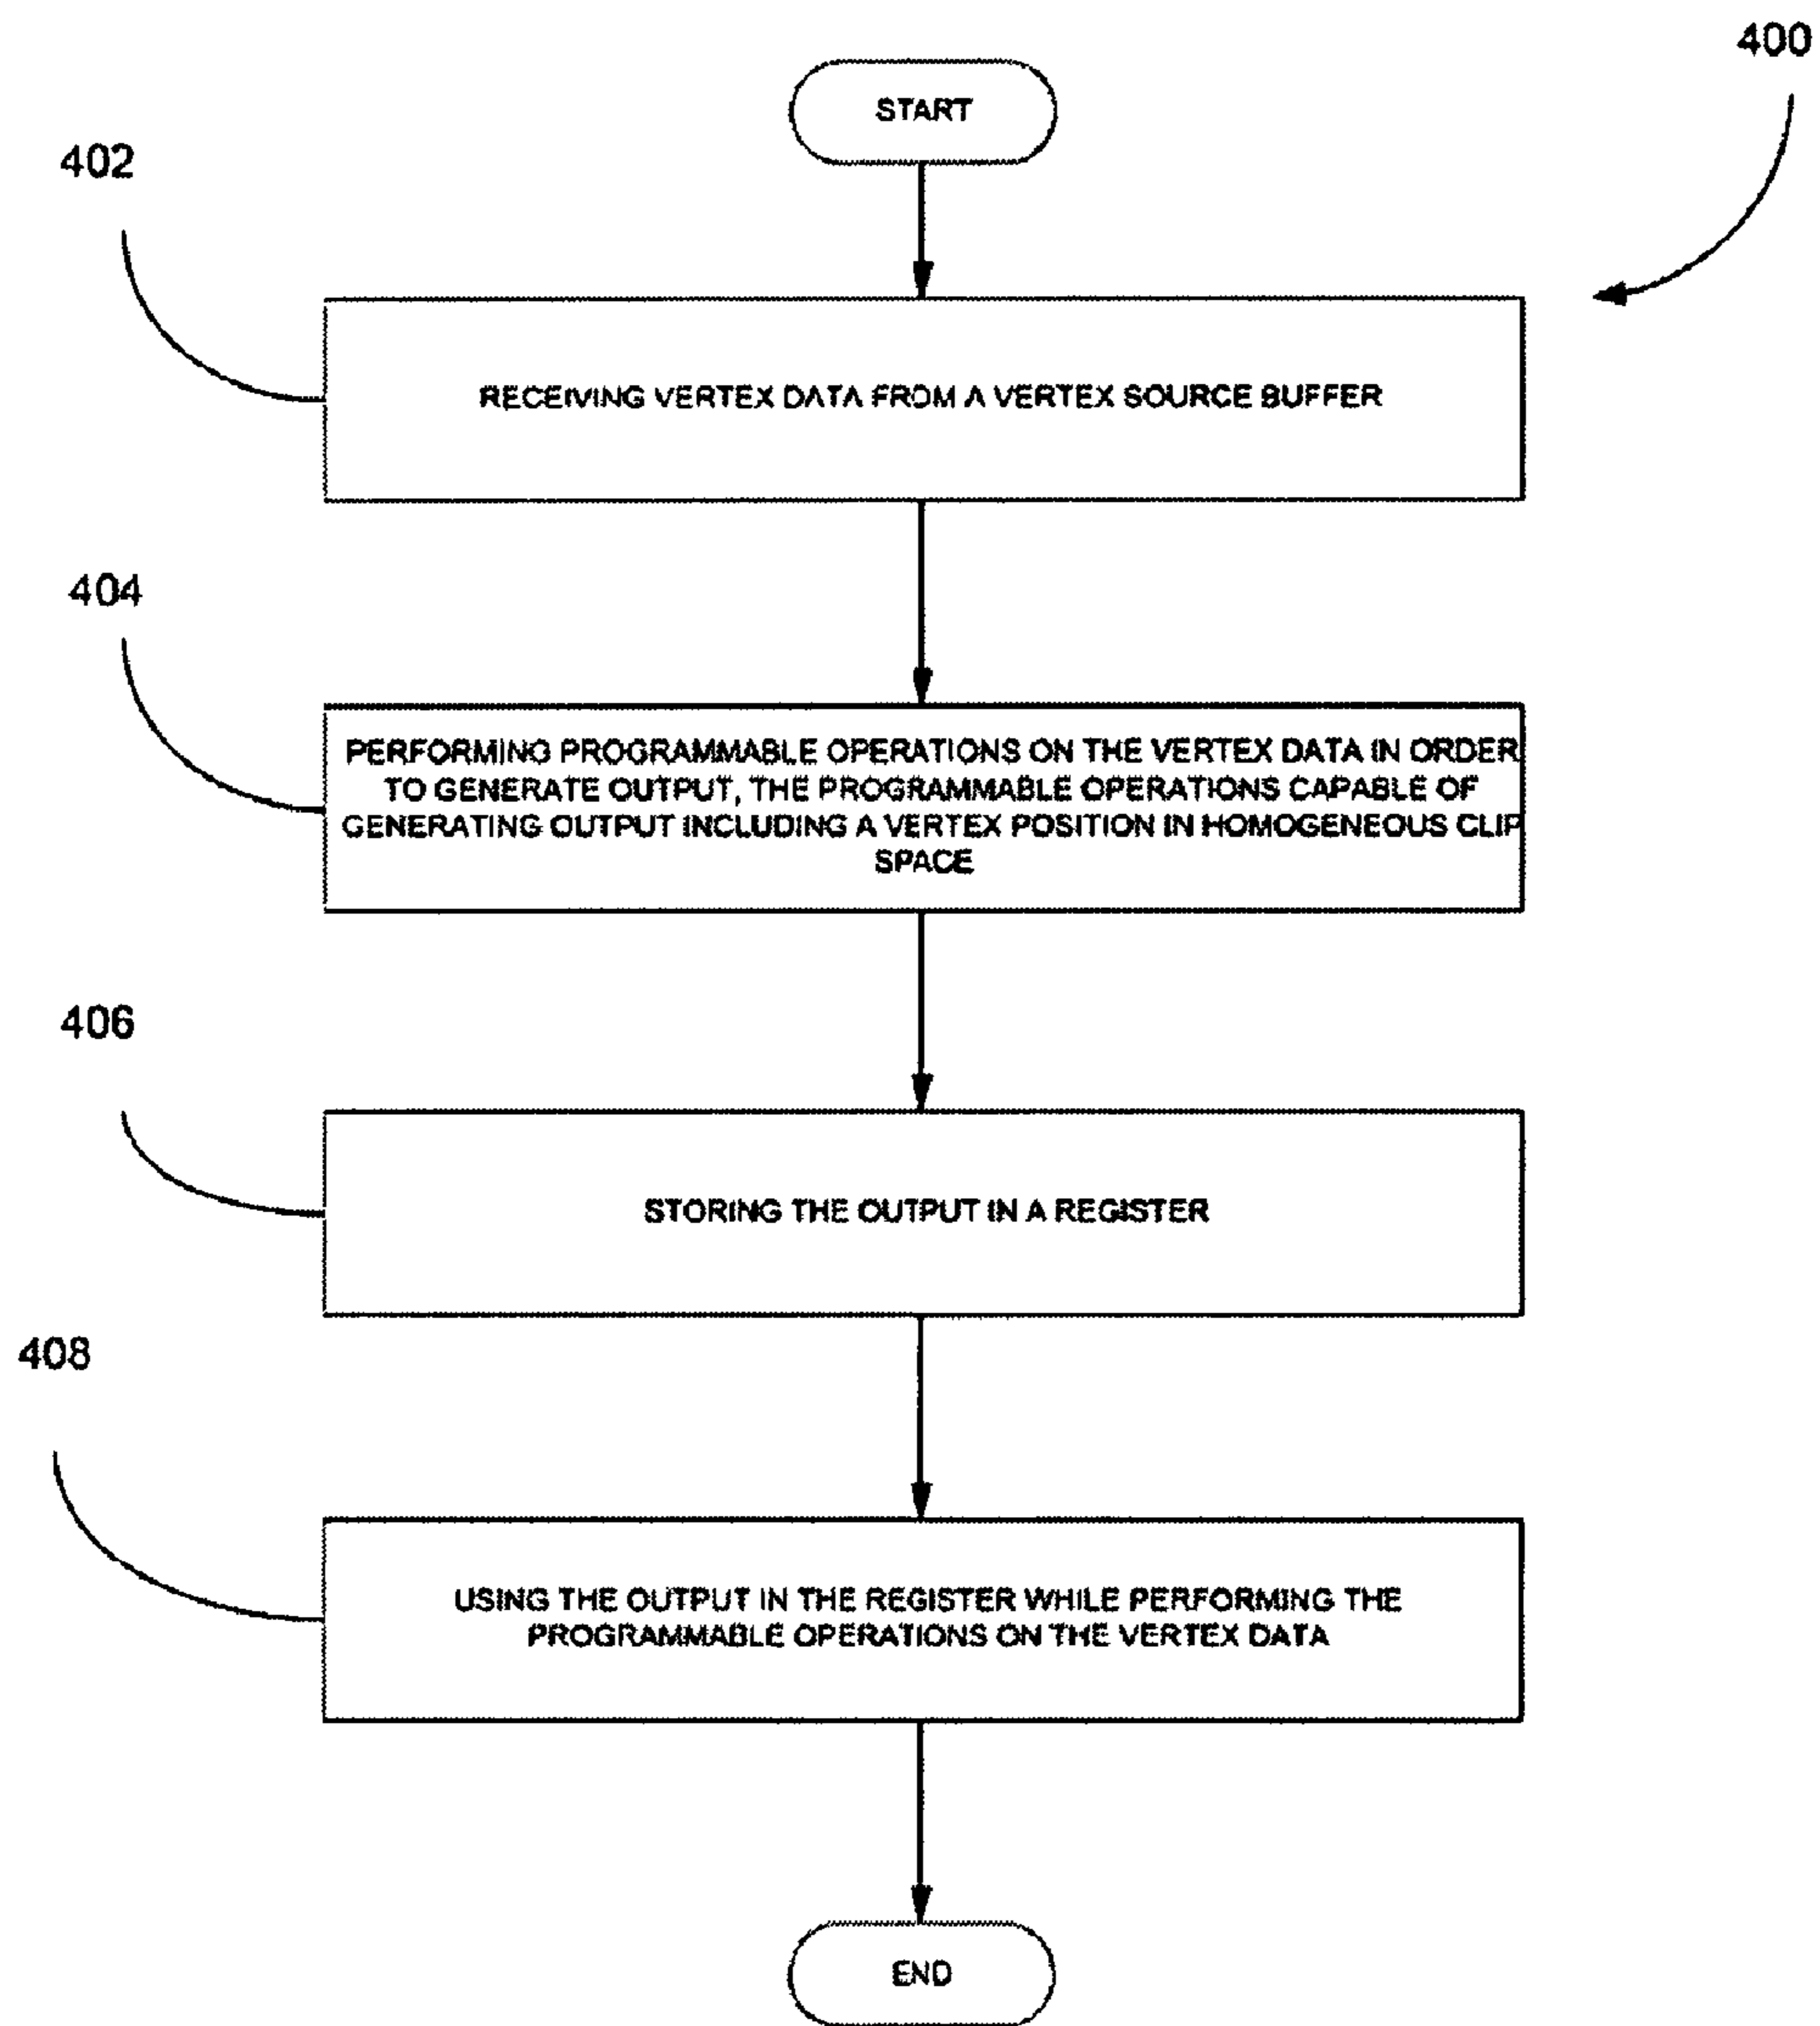 400
START
402
RECEIVING VERTEX DATA FROM A VERTEX SOURCE BUFFER
404
PERFORMING PROGRAMMABLE OPERATIONS ON THE VERTEX DATA IN ORDER
TO GENERATE OUTPUT, THE PROGRAMMABLE OPERATIONS CAPABLE OF
GENERATING OUTPUT INCLUDING A VERTEX POSITION IN HOMOGENEOUS CLIP
SPACE
406
STORING THE OUTPUT IN A REGISTER
408
USING THE OUTPUT IN THE REGISTER WHILE PERFORMING THE
PROGRAMMABLE OPERATIONS ON THE VERTEX DATA
END